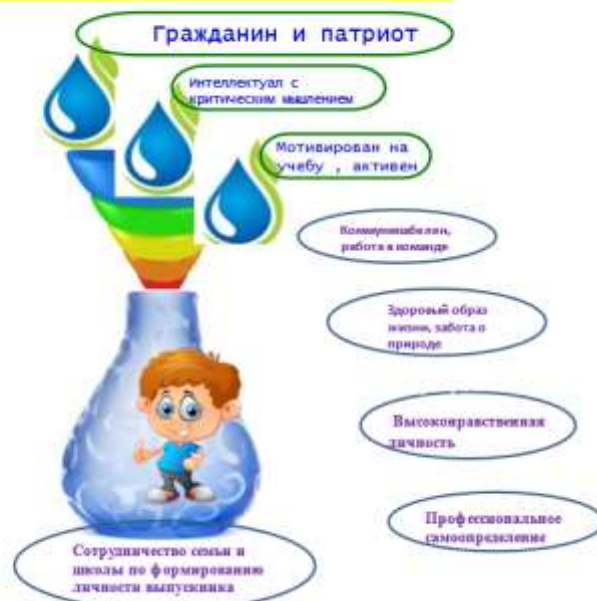 Гражданин и патриот
Интеллектуал с
критическим мышлением
Мотивирован на
учебу , активен
Коммуникабелен,
работа в команде
Здоровый образ
жизни, забота о
природе
Высоконравственная
личность
Профессиональное
самоопределение
Сотрудничество семьи и
школы по формированию
личности выпускника